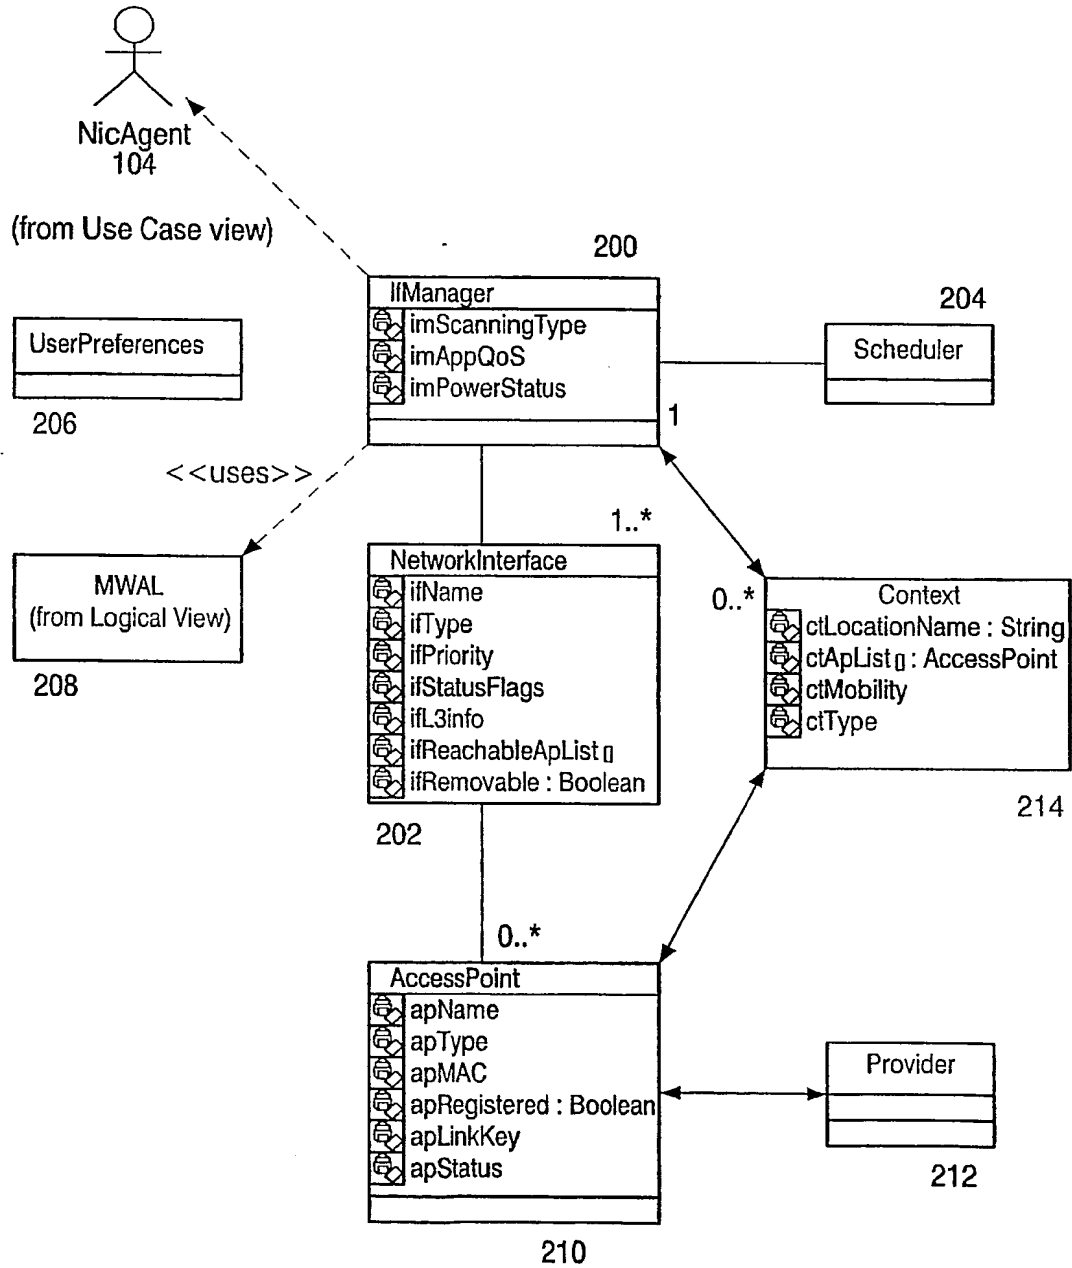 NicAgent
104
(from Use Case view)
200
IfManager
imScanningType
imAppQoS
imPowerStatus
204
Scheduler
UserPreferences
206
1
<<uses>>
1..*
MWAL
(from Logical View)
208
NetworkInterface
ifName
ifType
ifPriority
ifStatusFlags
ifL3info
ifReachableApList[]
ifRemovable : Boolean
202
0..*
Context
ctLocationName : String
ctApList[] : AccessPoint
ctMobility
ctType
214
0..*
AccessPoint
apName
apType
apMAC
apRegistered : Boolean
apLinkKey
apStatus
210
Provider
212